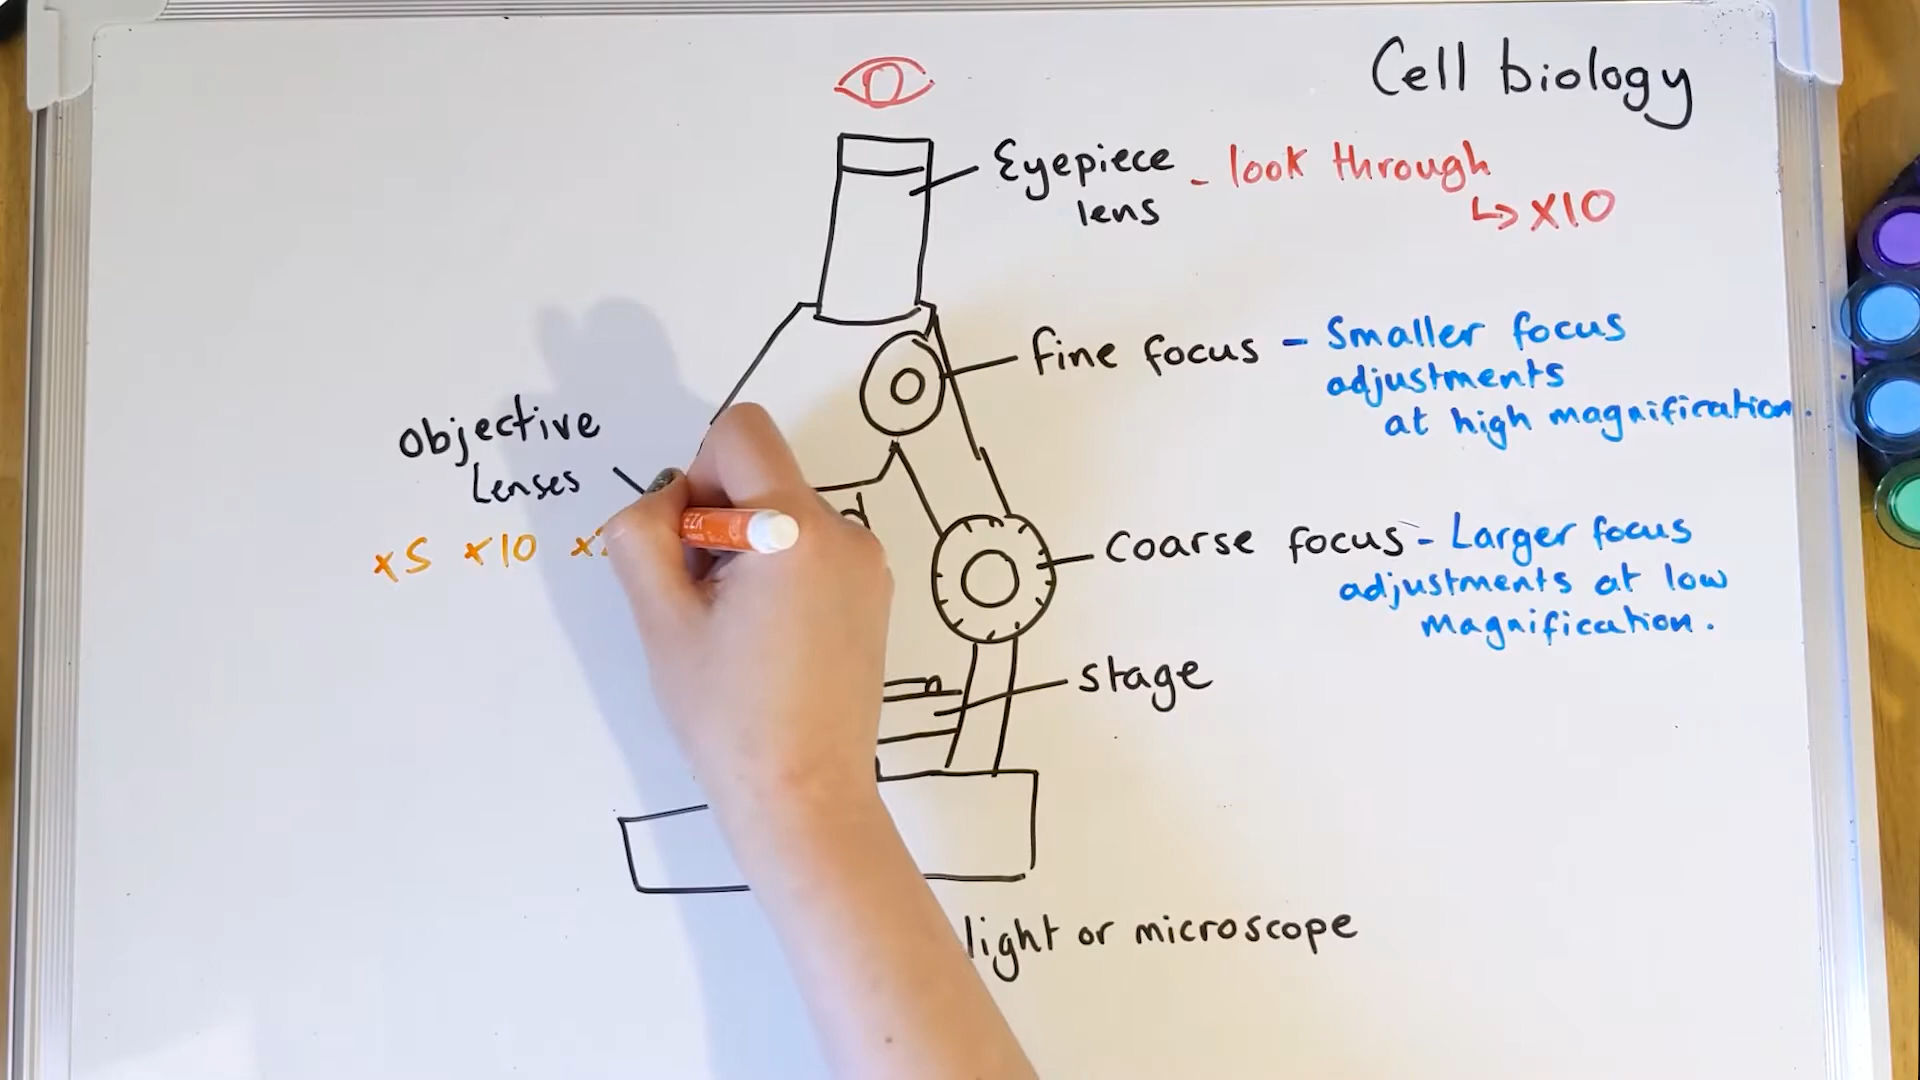 Cell biology
Eyepiece - look through
lens ↳ x10
fine focus - Smaller focus
adjustments
at high magnification.
Objective
Lenses
x5 x10
Coarse focus - Larger focus
adjustments at low
magnification.
stage
light or microscope